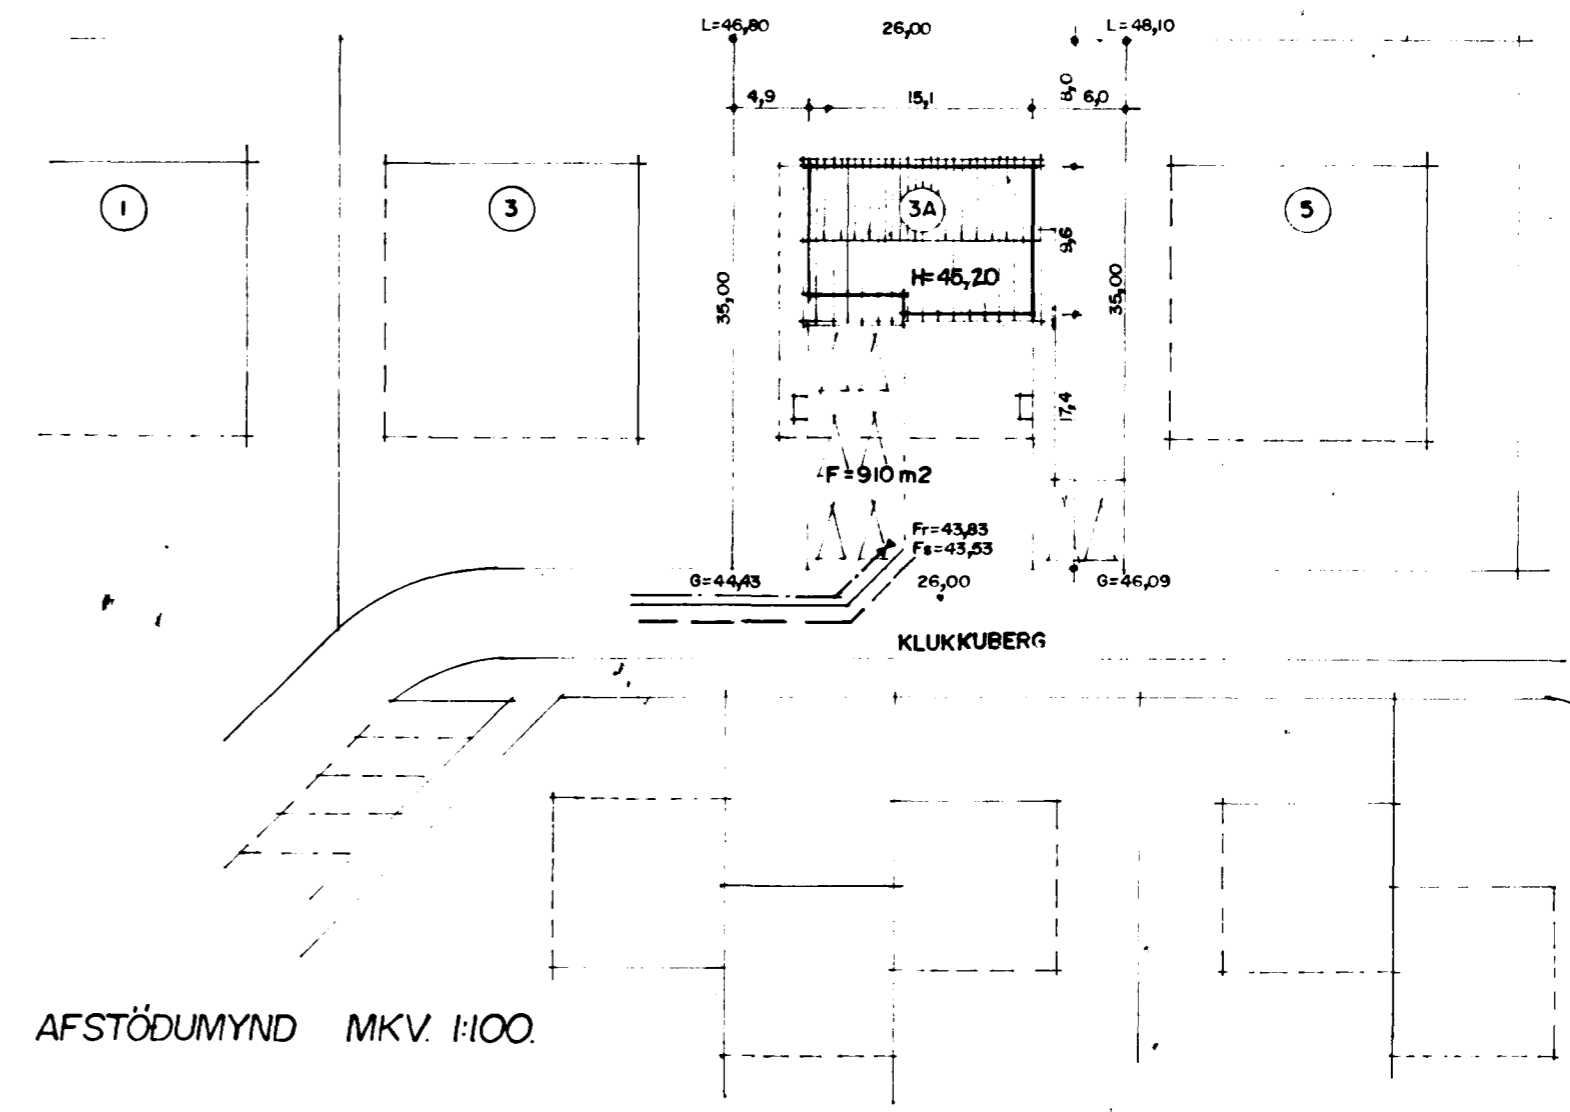 L=46,80 26,00 L=48,10
4,9 15,1 8,0 6,0
1 3 3A 5
9,6
H=45,20
35,00 35,00
17,4
F=910 m2
Fr=43,83
Fs=43,53
G=44,43 26,00 G=46,09
KLUKKUBERG
AFSTÖÐUMYND MKV. 1:100.